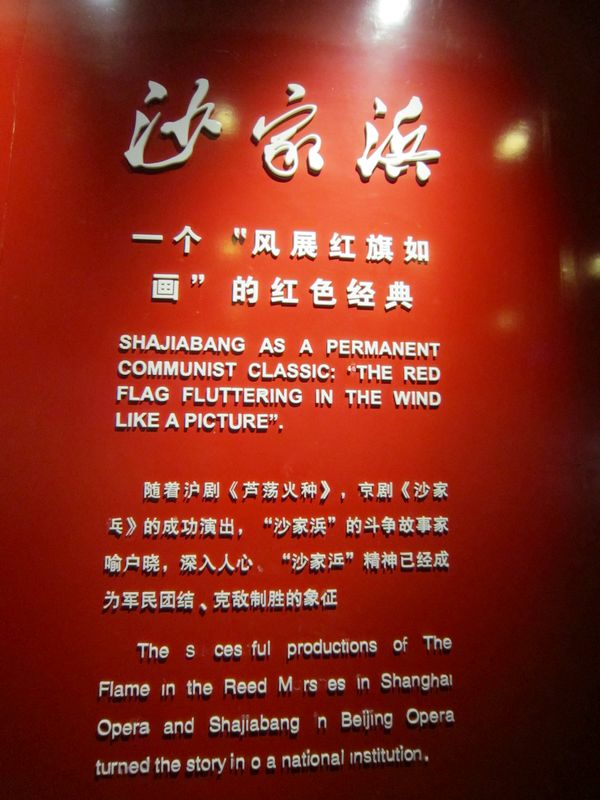 沙家浜
一个 “风展红旗如
画” 的红色经典
SHAJIABANG AS A PERMANENT
COMMUNIST CLASSIC: “THE RED
FLAG FLUTTERING IN THE WIND
LIKE A PICTURE”.
随着沪剧《芦荡火种》，京剧《沙家
浜》的成功演出，“沙家浜”的斗争故事家
喻户晓，深入人心 “沙家浜”精神已经成
为军民团结、克敌制胜的象征
The s ces ful productions of The
Flame in the Reed M rs es in Shanghai
Opera and Shajiabang n Beijing Opera
turned the story in o a national institution.